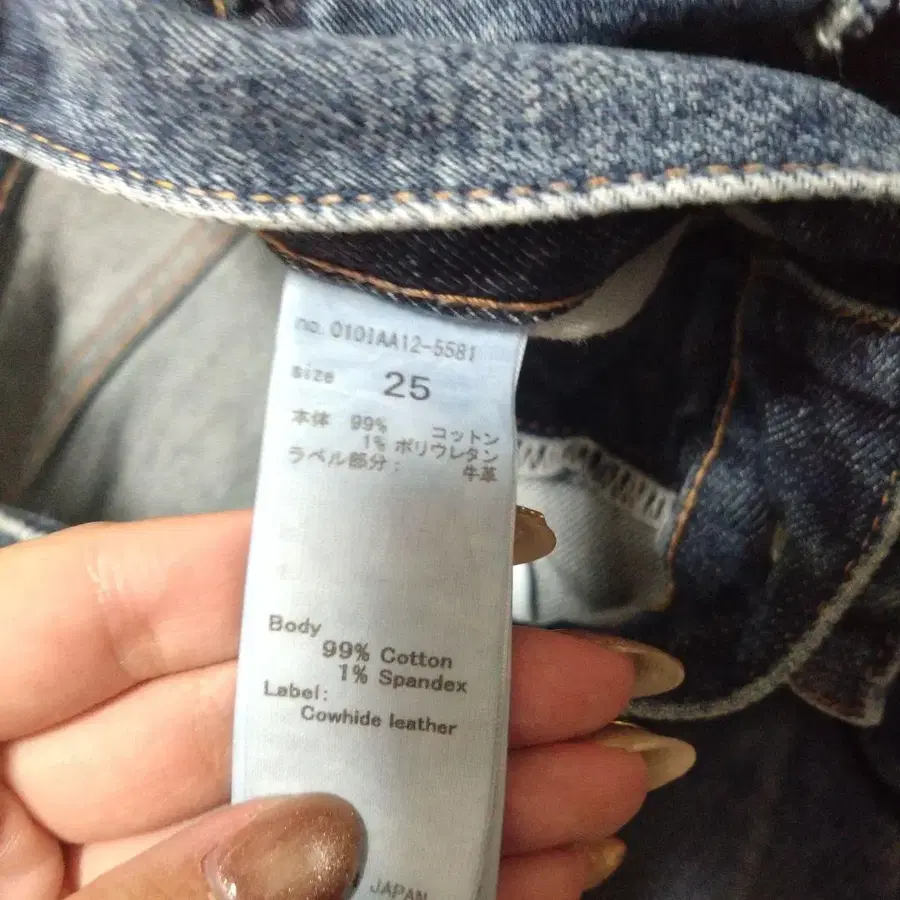 no. 0101AA12-5581
size 25
本体 99% コットン
1% ポリウレタン
ラベル部分: 牛革
Body
99% Cotton
1% Spandex
Label:
Cowhide leather
JAPAN